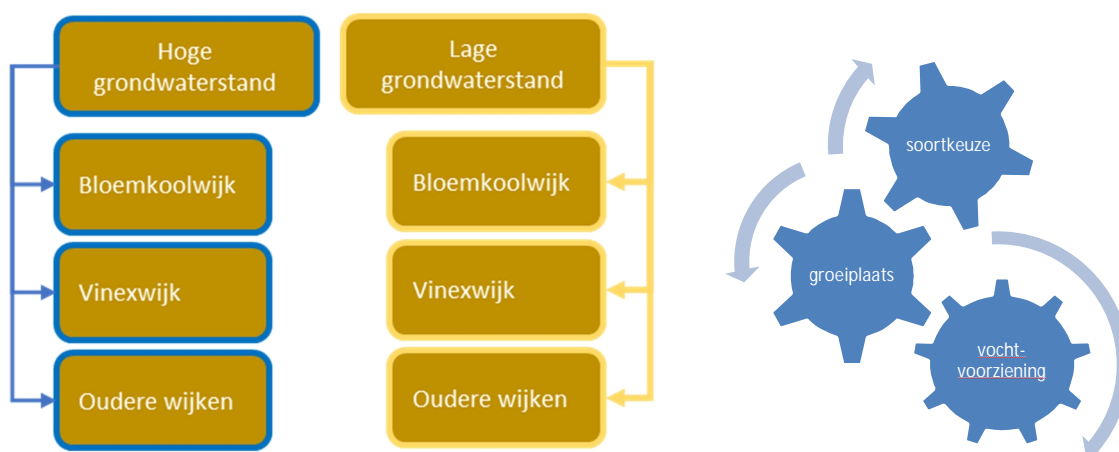 Hoge
grondwaterstand
Bloemkoolwijk
Vinexwijk
Oudere wijken
Lage
grondwaterstand
Bloemkoolwijk
Vinexwijk
Oudere wijken
soortkeuze
groeiplaats
vocht-
voorziening